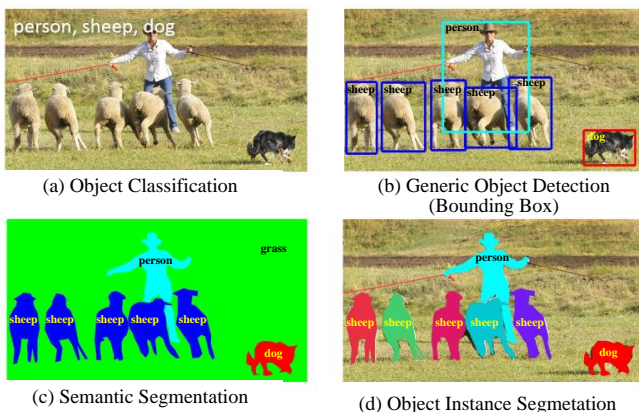 person, sheep, dog
(a) Object Classification
person
sheep
sheep
sheep
sheep
sheep
dog
(b) Generic Object Detection
(Bounding Box)
grass
person
sheep
sheep
sheep
sheep
sheep
dog
(c) Semantic Segmentation
person
sheep
sheep
sheep
sheep
sheep
dog
(d) Object Instance Segmetation